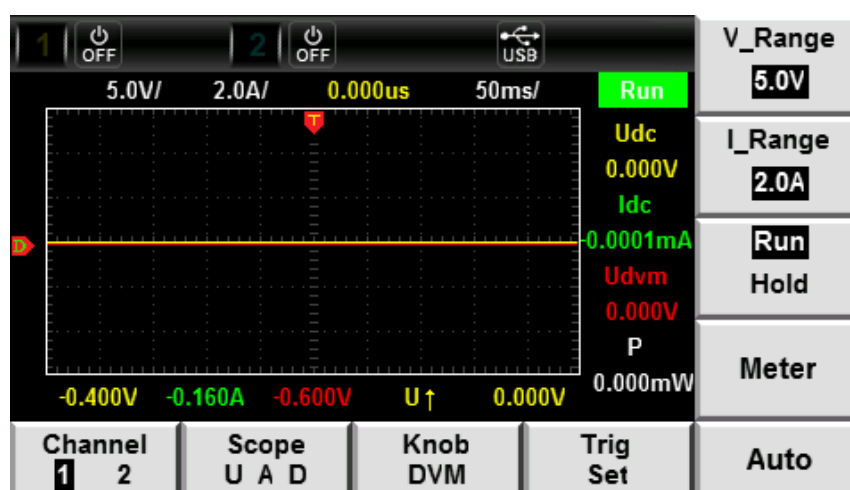 1 OFF 2 OFF USB
5.0V/ 2.0A/ 0.000us 50ms/ Run
T
Udc
0.000V
Idc
D
-0.0001mA
Udvm
0.000V
P
0.000mW
-0.400V -0.160A -0.600V U↑ 0.000V
V_Range
5.0V
I_Range
2.0A
Run
Hold
Meter
Auto
Channel
1 2
Scope
U A D
Knob
DVM
Trig
Set